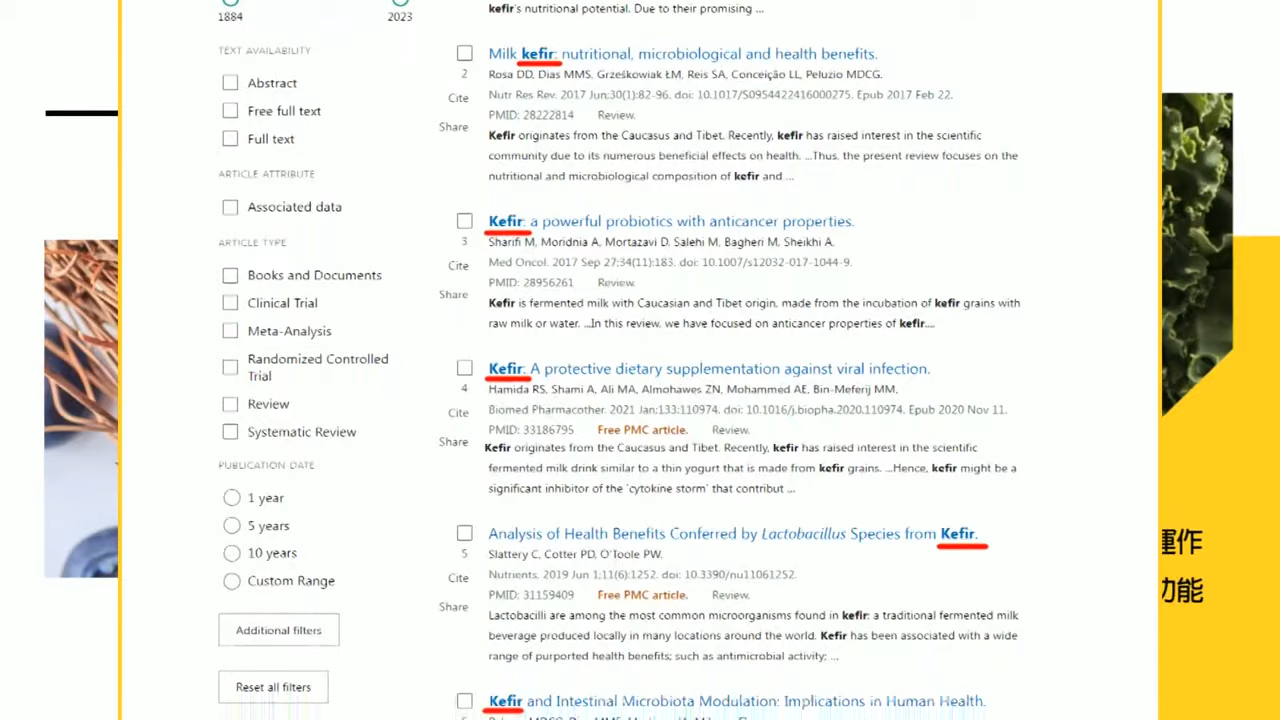 1884
2023
TEXT AVAILABILITY
Abstract
Free full text
Full text
ARTICLE ATTRIBUTE
Associated data
ARTICLE TYPE
Books and Documents
Clinical Trial
Meta-Analysis
Randomized Controlled
Trial
Review
Systematic Review
PUBLICATION DATE
1 year
5 years
10 years
Custom Range
Additional filters
Reset all filters
kefir's nutritional potential. Due to their promising ...
Milk kefir: nutritional, microbiological and health benefits.
2
Rosa DD, Dias MMS, Grześkowiak ŁM, Reis SA, Conceição LL, Peluzio MDCG.
Cite
Nutr Res Rev. 2017 Jun;30(1):82-96. doi: 10.1017/S0954422416000275. Epub 2017 Feb 22.
PMID: 28222814 Review.
Share
Kefir originates from the Caucasus and Tibet. Recently, kefir has raised interest in the scientific
community due to its numerous beneficial effects on health. ...Thus, the present review focuses on the
nutritional and microbiological composition of kefir and ...
Kefir: a powerful probiotics with anticancer properties.
3
Sharifi M, Moridnia A, Mortazavi D, Salehi M, Bagheri M, Sheikhi A.
Cite
Med Oncol. 2017 Sep 27;34(11):183. doi: 10.1007/s12032-017-1044-9.
PMID: 28956261 Review.
Share
Kefir is fermented milk with Caucasian and Tibet origin, made from the incubation of kefir grains with
raw milk or water. ...In this review, we have focused on anticancer properties of kefir....
Kefir: A protective dietary supplementation against viral infection.
4
Hamida RS, Shami A, Ali MA, Almohawes ZN, Mohammed AE, Bin-Meferij MM.
Cite
Biomed Pharmacother. 2021 Jan;133:110974. doi: 10.1016/j.biopha.2020.110974. Epub 2020 Nov 11.
PMID: 33186795 Free PMC article. Review.
Share
Kefir originates from the Caucasus and Tibet. Recently, kefir has raised interest in the scientific
fermented milk drink similar to a thin yogurt that is made from kefir grains. ...Hence, kefir might be a
significant inhibitor of the 'cytokine storm' that contribut ...
Analysis of Health Benefits Conferred by Lactobacillus Species from Kefir.
5
Slattery C, Cotter PD, O'Toole PW.
Cite
Nutrients. 2019 Jun 1;11(6):1252. doi: 10.3390/nu11061252.
PMID: 31159409 Free PMC article. Review.
Share
Lactobacilli are among the most common microorganisms found in kefir; a traditional fermented milk
beverage produced locally in many locations around the world. Kefir has been associated with a wide
range of purported health benefits; such as antimicrobial activity; ...
Kefir and Intestinal Microbiota Modulation: Implications in Human Health.
運作
功能